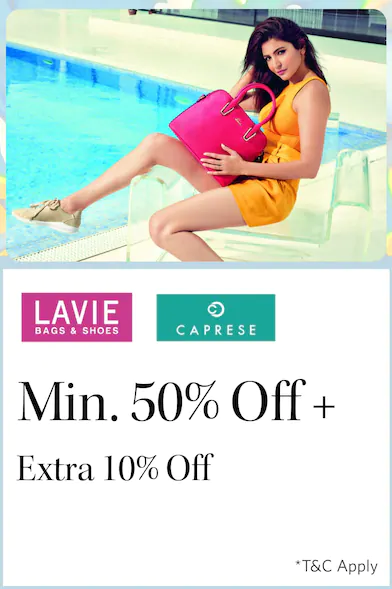 LAVIE
BAGS & SHOES
CAPRESE
Min. 50% Off +
Extra 10% Off
*T&C Apply